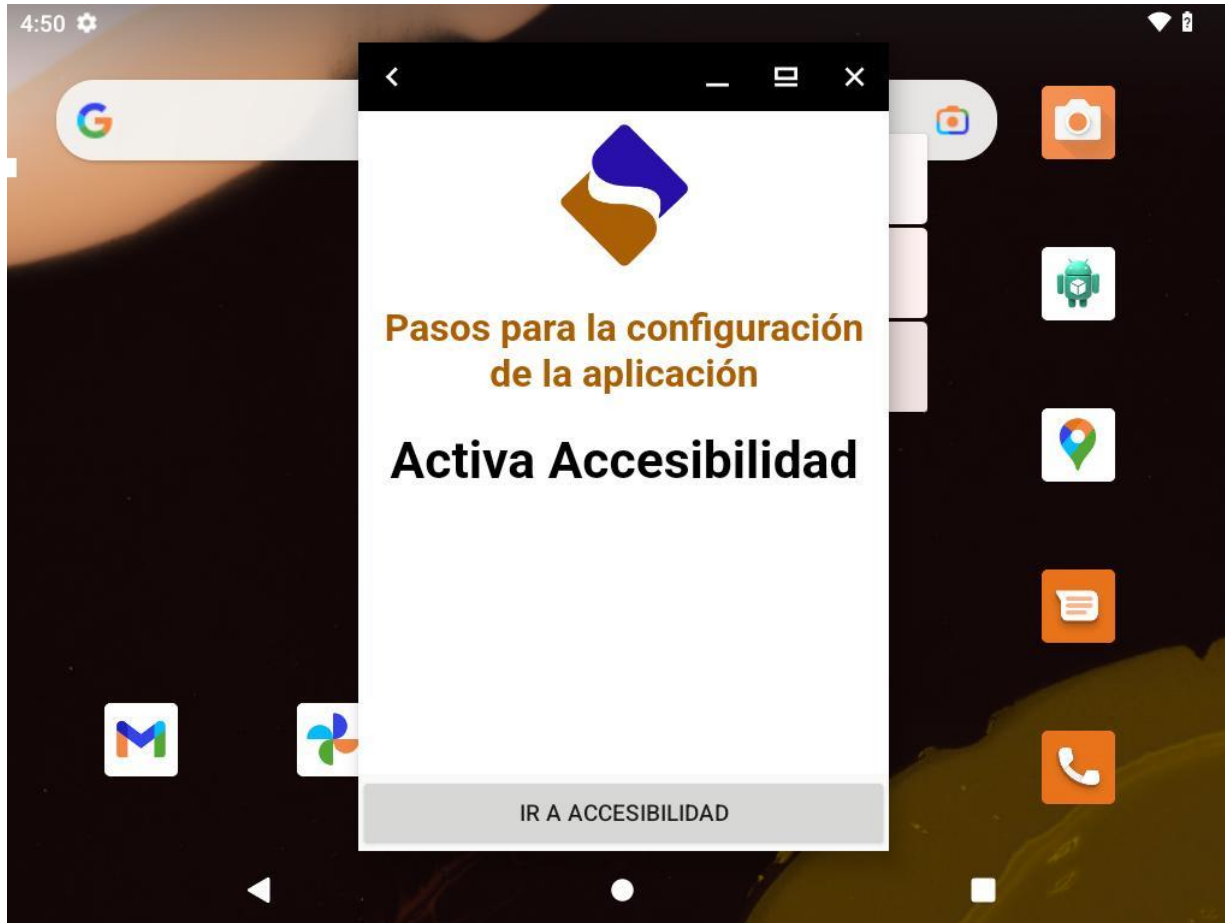 4:50
Pasos para la configuración
de la aplicación
Activa Accesibilidad
IR A ACCESIBILIDAD